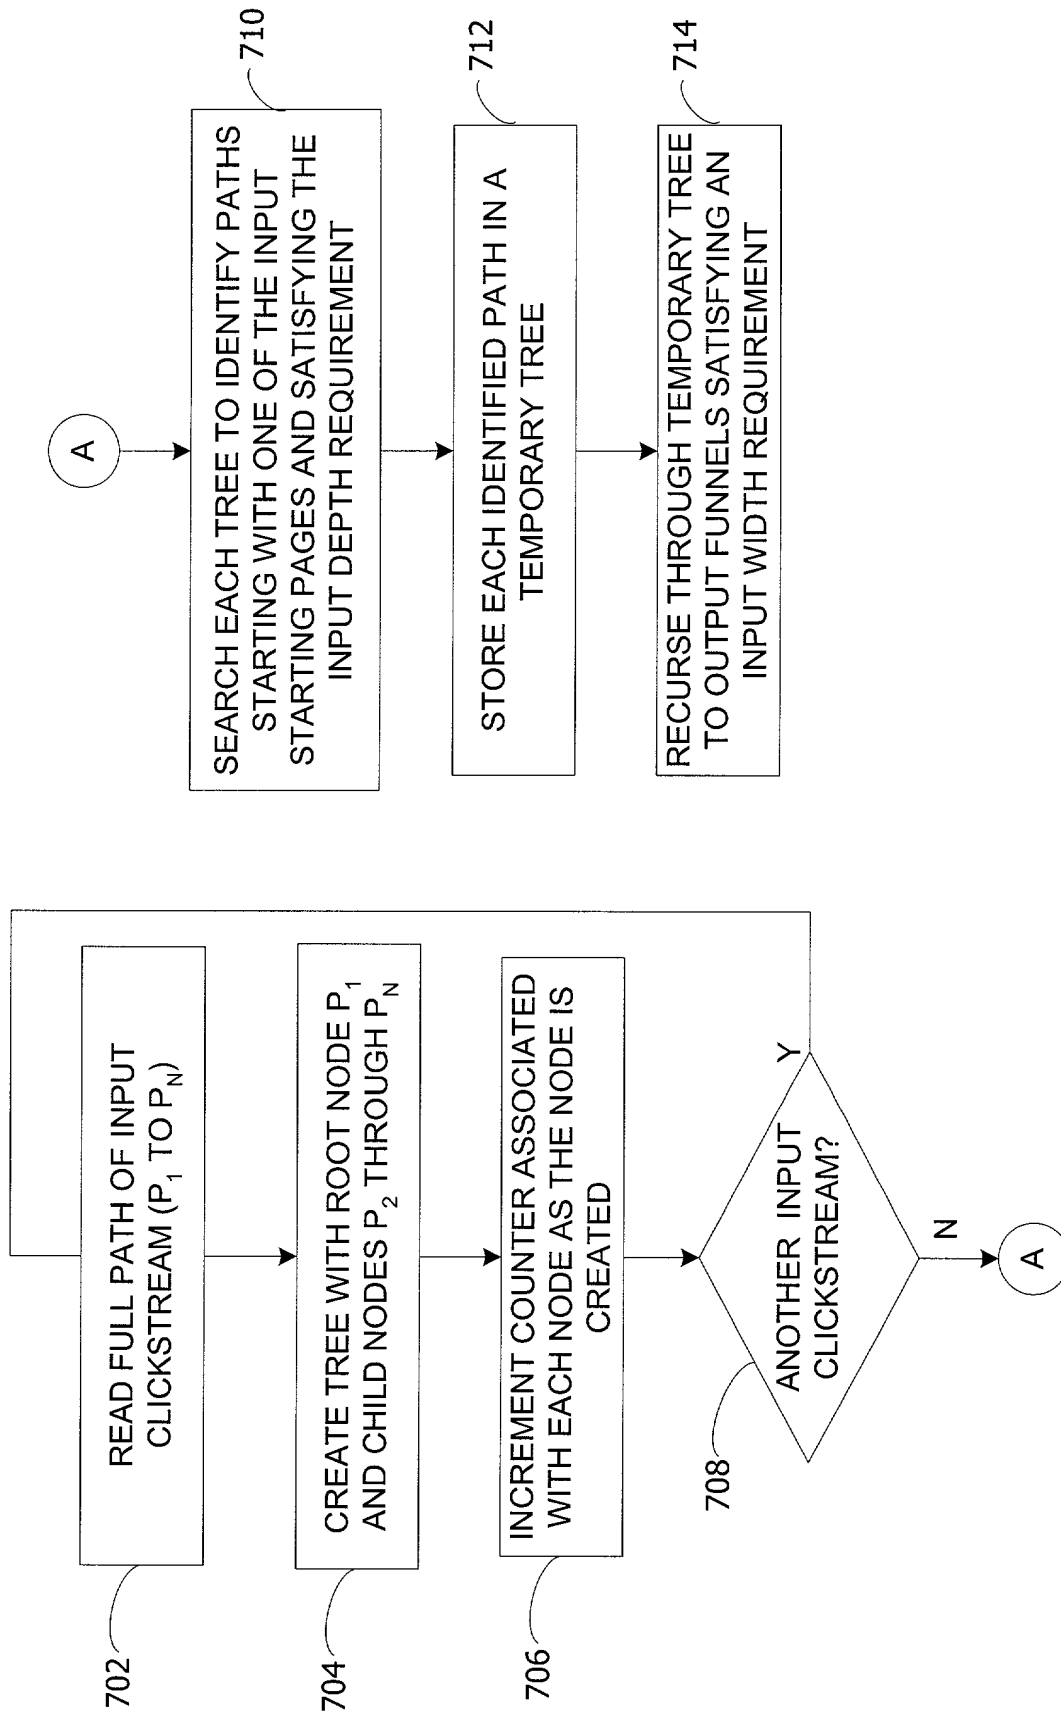 702
READ FULL PATH OF INPUT
CLICKSTREAM (P1 TO PN)
704
CREATE TREE WITH ROOT NODE P1
AND CHILD NODES P2 THROUGH PN
706
INCREMENT COUNTER ASSOCIATED
WITH EACH NODE AS THE NODE IS
CREATED
708
ANOTHER INPUT
CLICKSTREAM?
Y
N
A
A
710
SEARCH EACH TREE TO IDENTIFY PATHS
STARTING WITH ONE OF THE INPUT
STARTING PAGES AND SATISFYING THE
INPUT DEPTH REQUIREMENT
712
STORE EACH IDENTIFIED PATH IN A
TEMPORARY TREE
714
RECURSE THROUGH TEMPORARY TREE
TO OUTPUT FUNNELS SATISFYING AN
INPUT WIDTH REQUIREMENT